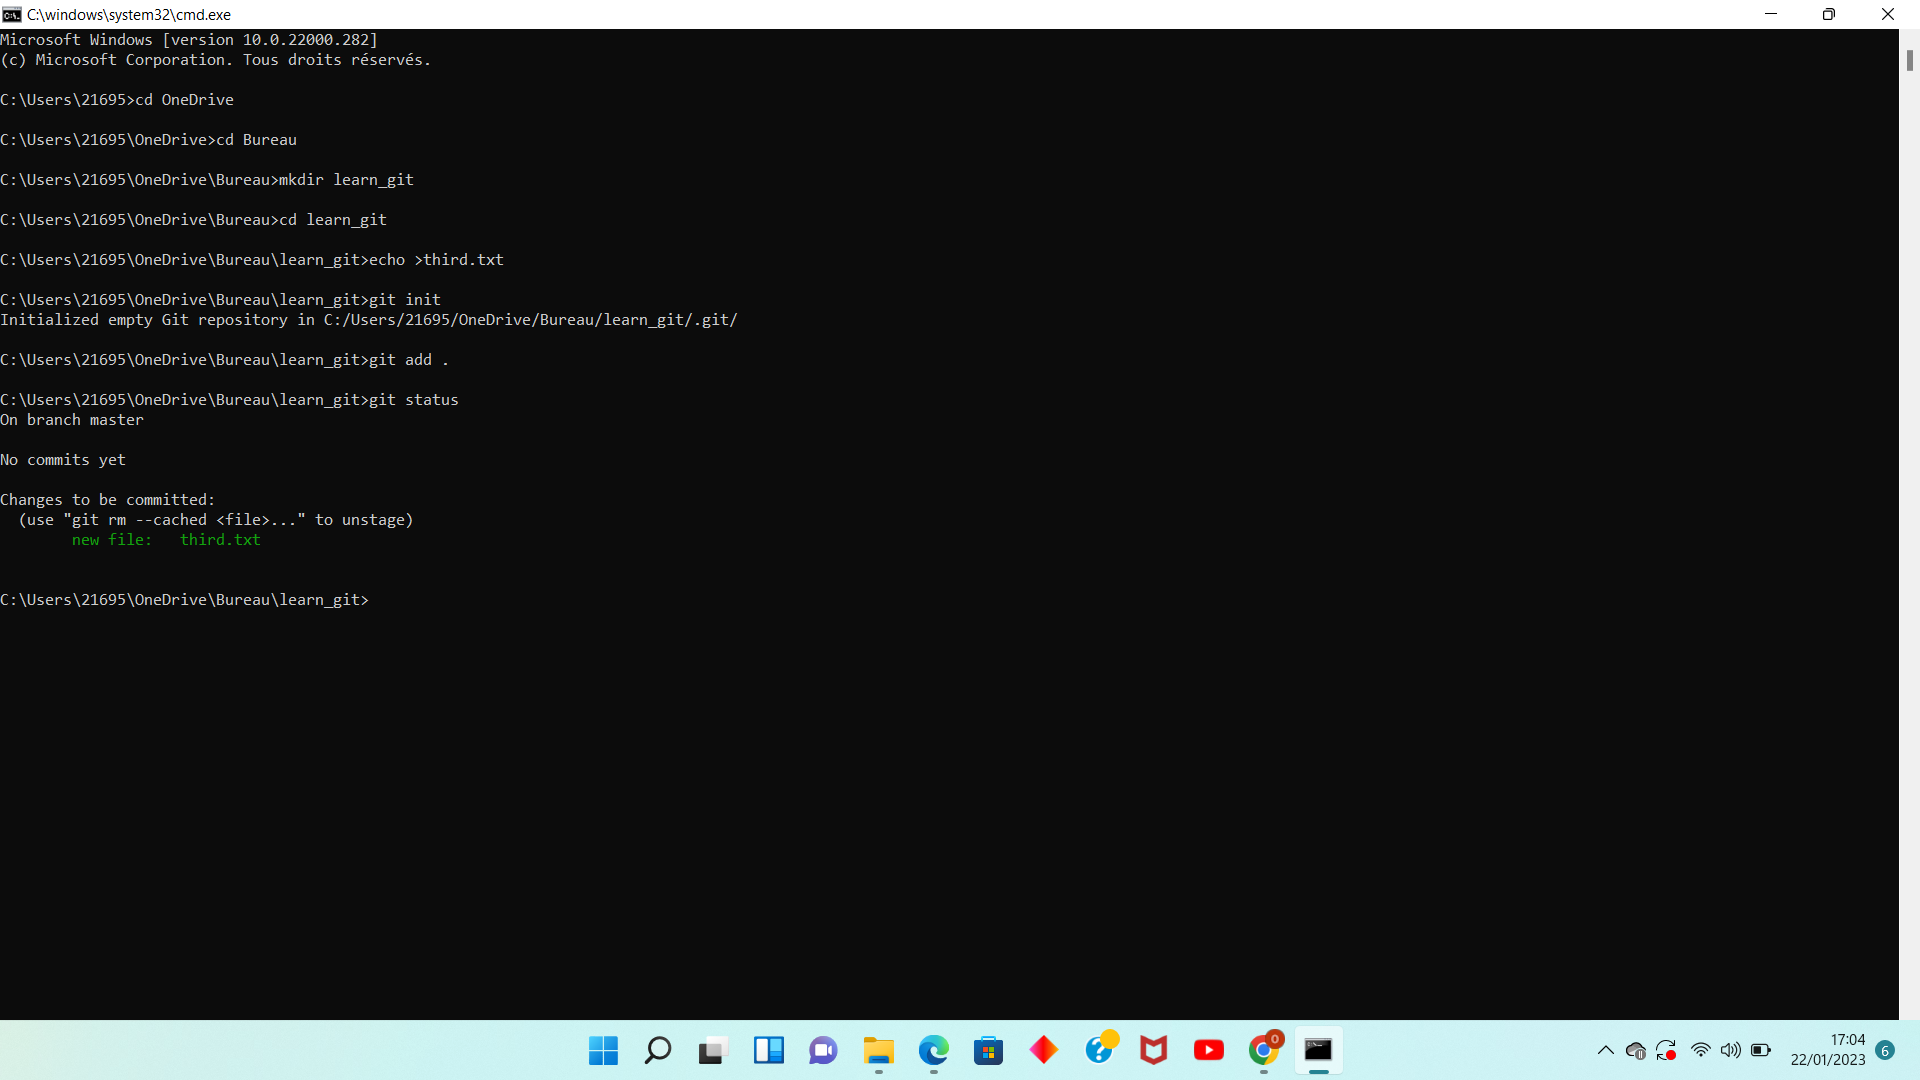 C:\windows\system32\cmd.exe
Microsoft Windows [version 10.0.22000.282]
(c) Microsoft Corporation. Tous droits réservés.
C:\Users\21695>cd OneDrive
C:\Users\21695\OneDrive>cd Bureau
C:\Users\21695\OneDrive\Bureau>mkdir learn_git
C:\Users\21695\OneDrive\Bureau>cd learn_git
C:\Users\21695\OneDrive\Bureau\learn_git>echo >third.txt
C:\Users\21695\OneDrive\Bureau\learn_git>git init
Initialized empty Git repository in C:/Users/21695/OneDrive/Bureau/learn_git/.git/
C:\Users\21695\OneDrive\Bureau\learn_git>git add .
C:\Users\21695\OneDrive\Bureau\learn_git>git status
On branch master
No commits yet
Changes to be committed:
  (use "git rm --cached <file>..." to unstage)
        new file:   third.txt
C:\Users\21695\OneDrive\Bureau\learn_git>
0
17:04
22/01/2023
6